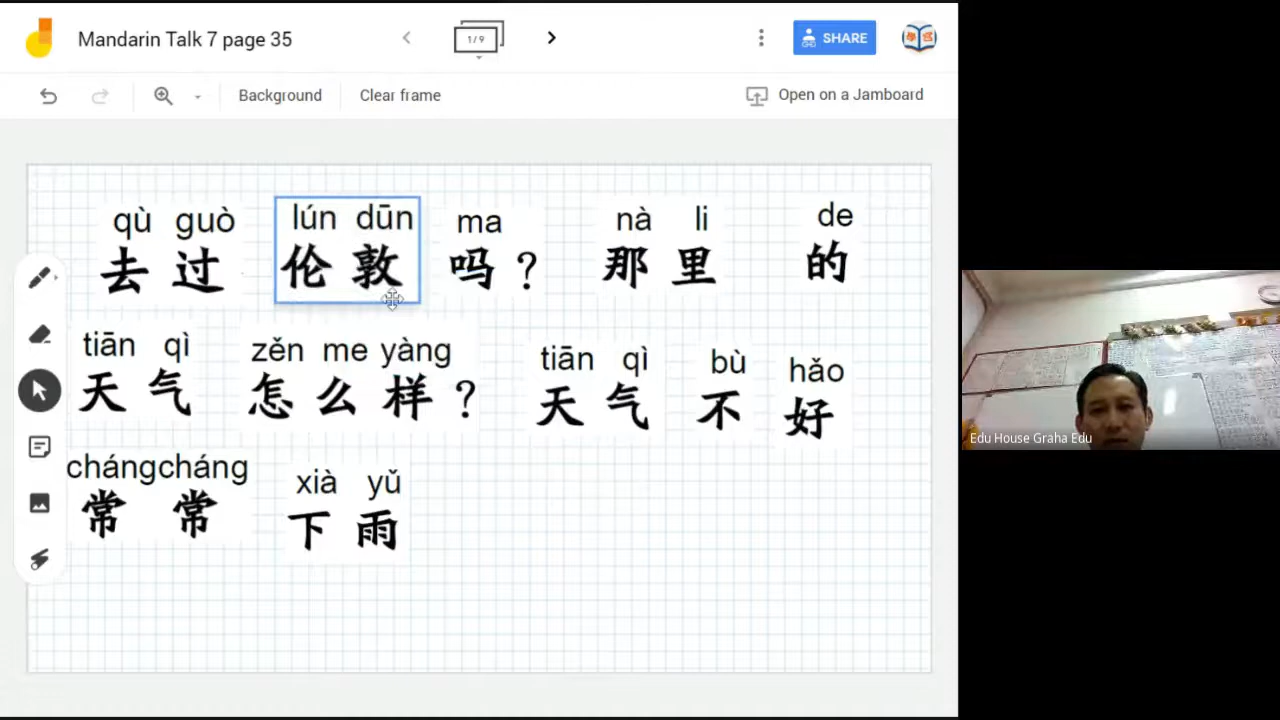 Mandarin Talk 7 page 35
1/9
SHARE
Background
Clear frame
Open on a Jamboard
qù guò lún dūn ma nà li de
去过 伦敦 吗？ 那里 的
tiān qì zěn me yàng tiān qì bù hǎo
天气 怎么样？ 天气 不 好
chángcháng xià yǔ
常常 下雨
Edu House Graha Edu